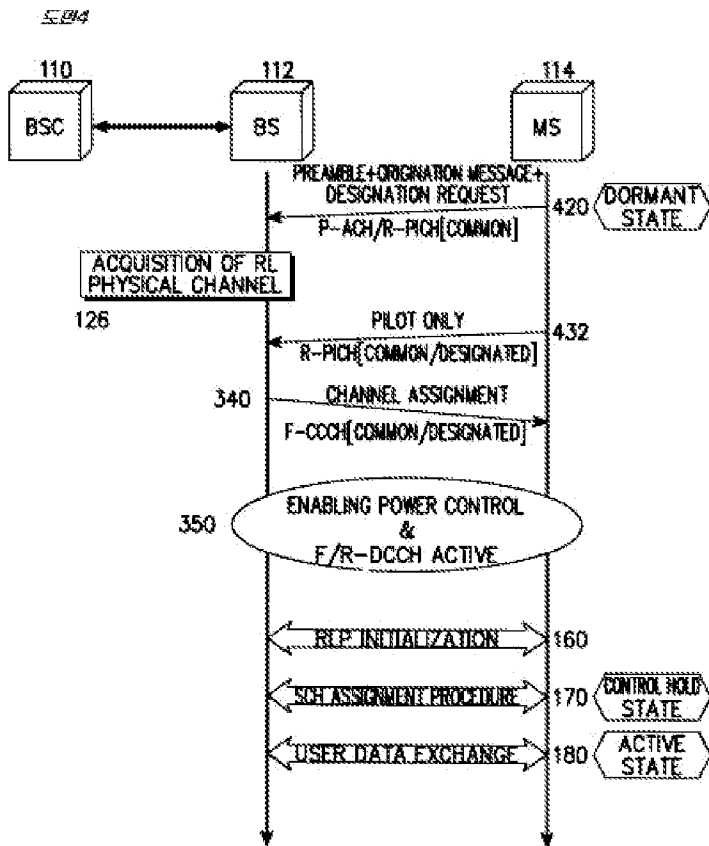 도면4
110
112
114
BSC
BS
MS
PREAMBLE+ORIGINATION MESSAGE+
DESIGNATION REQUEST
P-ACH/R-PICH[COMMON]
420
DORMANT
STATE
ACQUISITION OF RL
PHYSICAL CHANNEL
126
PILOT ONLY
R-PICH[COMMON/DESIGNATED]
432
340
CHANNEL ASSIGNMENT
F-CCCH[COMMON/DESIGNATED]
350
ENABLING POWER CONTROL
&
F/R-DCCH ACTIVE
RLP INITIALIZATION
160
SCH ASSIGNMENT PROCEDURE
170
CONTROL HOLD
STATE
USER DATA EXCHANGE
180
ACTIVE
STATE